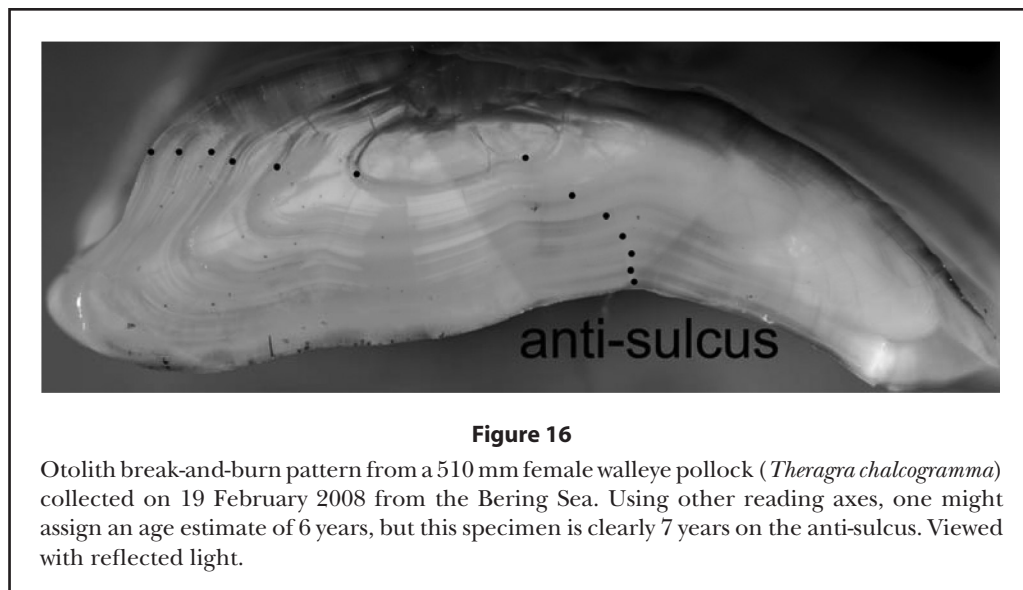 anti-sulcus
Figure 16
Otolith break-and-burn pattern from a 510 mm female walleye pollock (Theragra chalcogramma)
collected on 19 February 2008 from the Bering Sea. Using other reading axes, one might
assign an age estimate of 6 years, but this specimen is clearly 7 years on the anti-sulcus. Viewed
with reflected light.